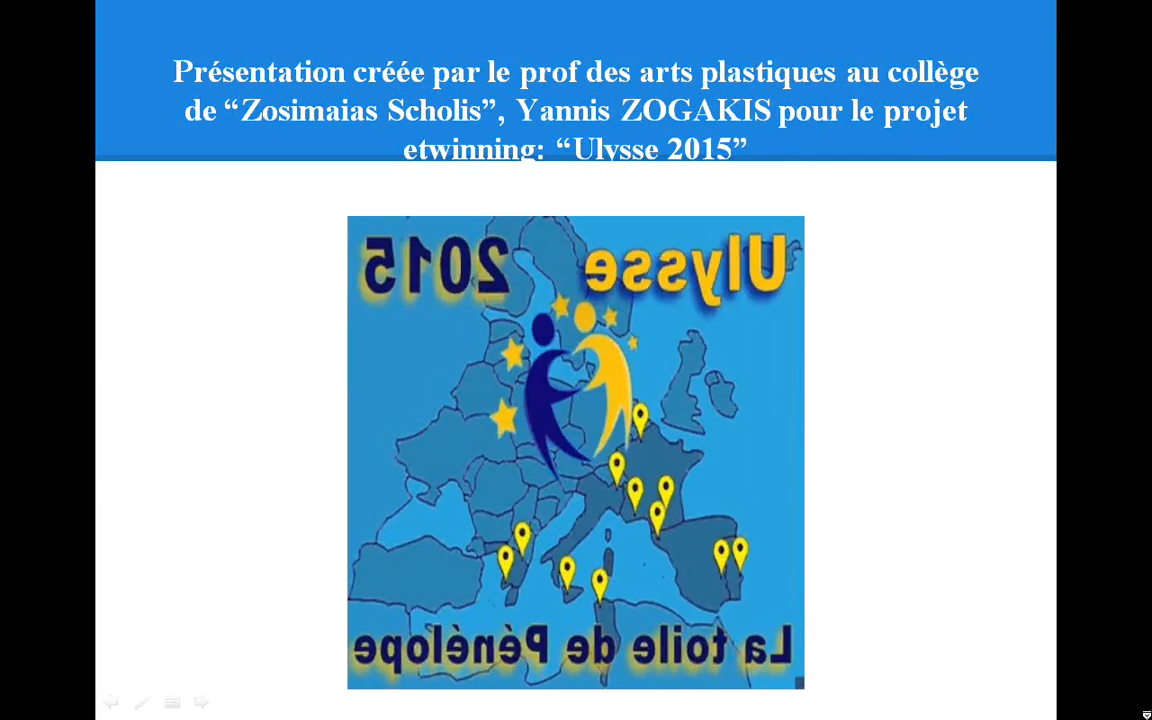 Présentation créée par le prof des arts plastiques au collège
de “Zosimaias Scholis”, Yannis ZOGAKIS pour le projet
etwinning: “Ulysse 2015”
Ulysse 2015
La toile de Pénélope